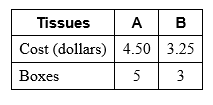 Tissues A B
Cost (dollars) 4.50 3.25
Boxes 5 3